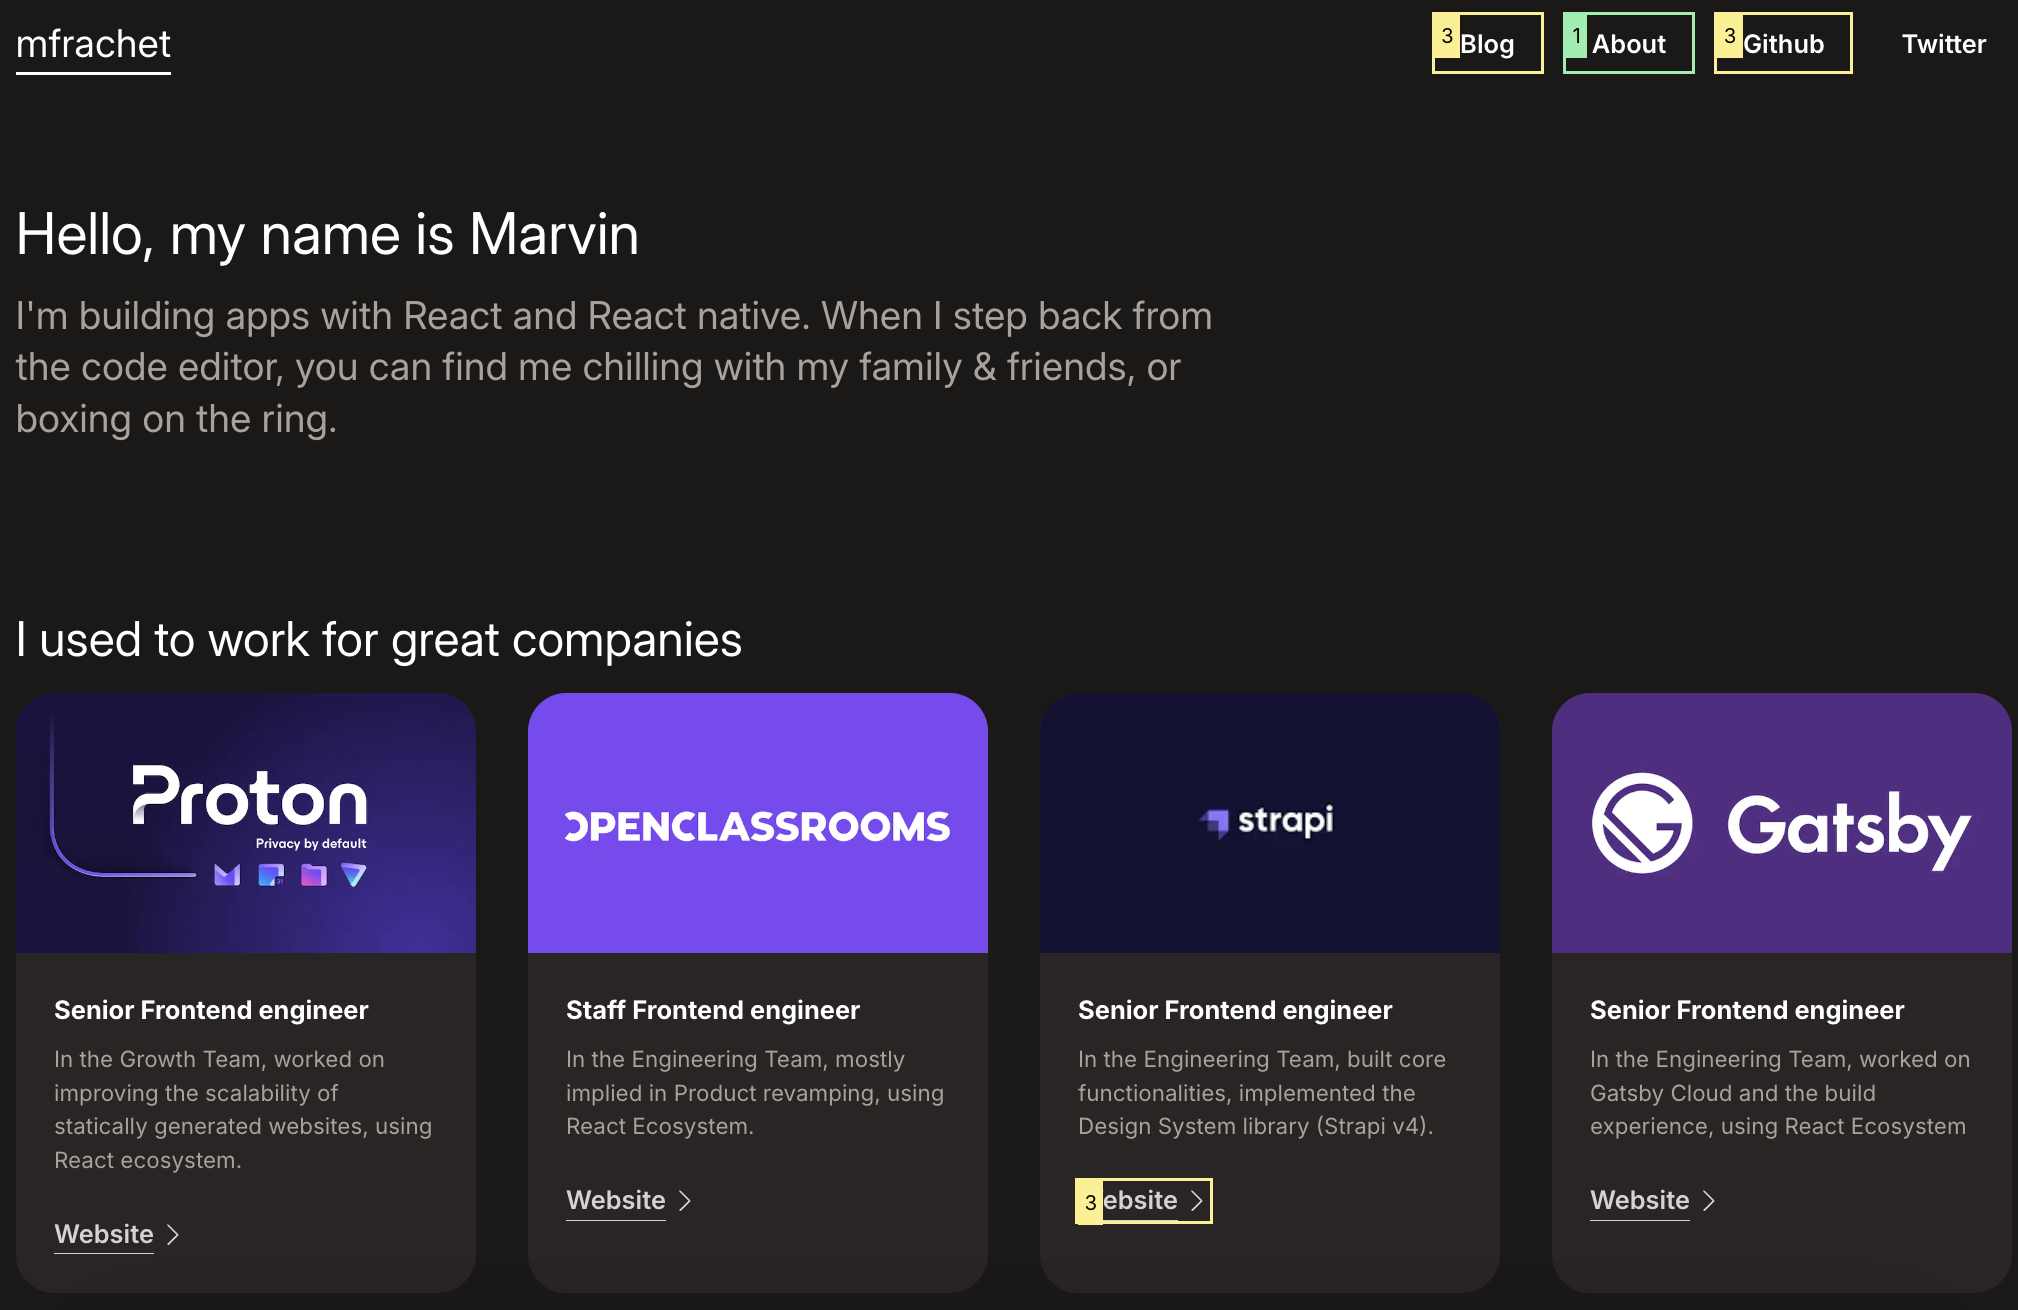 mfrachet
3 Blog
1 About
3 Github
Twitter
Hello, my name is Marvin
I'm building apps with React and React native. When I step back from
the code editor, you can find me chilling with my family & friends, or
boxing on the ring.
I used to work for great companies
Proton
Privacy by default
Senior Frontend engineer
In the Growth Team, worked on
improving the scalability of
statically generated websites, using
React ecosystem.
Website
OPENCLASSROOMS
Staff Frontend engineer
In the Engineering Team, mostly
implied in Product revamping, using
React Ecosystem.
Website
strapi
Senior Frontend engineer
In the Engineering Team, built core
functionalities, implemented the
Design System library (Strapi v4).
3 ebsite
Gatsby
Senior Frontend engineer
In the Engineering Team, worked on
Gatsby Cloud and the build
experience, using React Ecosystem
Website